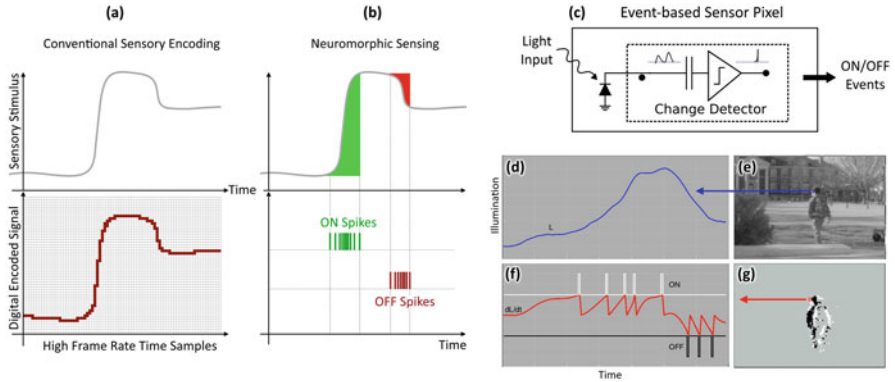 (a)
Conventional Sensory Encoding
Sensory Stimulus
Time
Digital Encoded Signal
High Frame Rate Time Samples
(b)
Neuromorphic Sensing
ON Spikes
OFF Spikes
Time
(c)
Event-based Sensor Pixel
Light
Input
Change Detector
ON/OFF
Events
(d)
Illumination
L
(e)
(f)
ON
dL/dt
OFF
Time
(g)